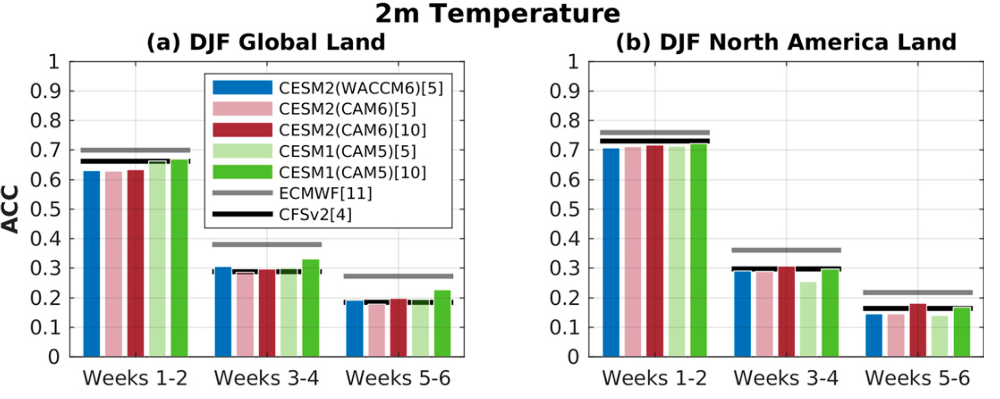 2m Temperature
(a) DJF Global Land
ACC
1
0.9
0.8
0.7
0.6
0.5
0.4
0.3
0.2
0.1
0
CESM2(WACCM6)[5]
CESM2(CAM6)[5]
CESM2(CAM6)[10]
CESM1(CAM5)[5]
CESM1(CAM5)[10]
ECMWF[11]
CFSv2[4]
Weeks 1-2 Weeks 3-4 Weeks 5-6
(b) DJF North America Land
1
0.9
0.8
0.7
0.6
0.5
0.4
0.3
0.2
0.1
0
Weeks 1-2 Weeks 3-4 Weeks 5-6